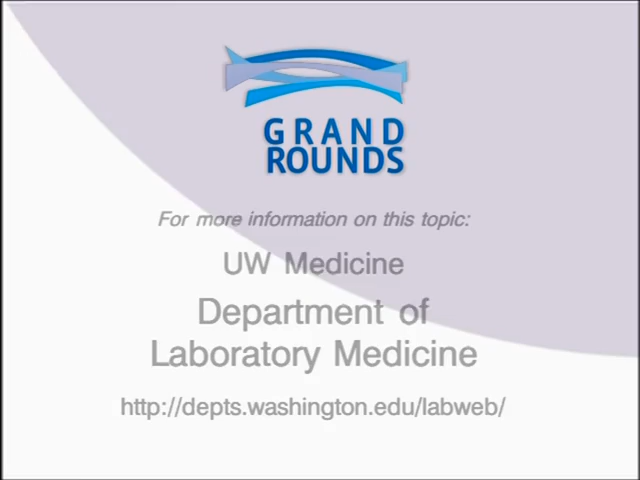 GRAND
ROUNDS
For more information on this topic:
UW Medicine
Department of
Laboratory Medicine
http://depts.washington.edu/labweb/